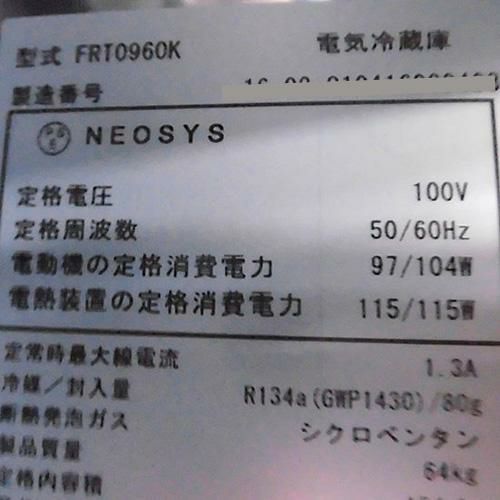 型式 FRT0960K 電気冷蔵庫
製造番号
NEOSYS
定格電圧 100V
定格周波数 50/60Hz
電動機の定格消費電力 97/104W
電熱装置の定格消費電力 115/115W
定常時最大線電流 1.3A
冷媒／封入量 R134a(GWP1430)/80g
断熱発泡ガス シクロペンタン
製品質量 64kg
定格内容積